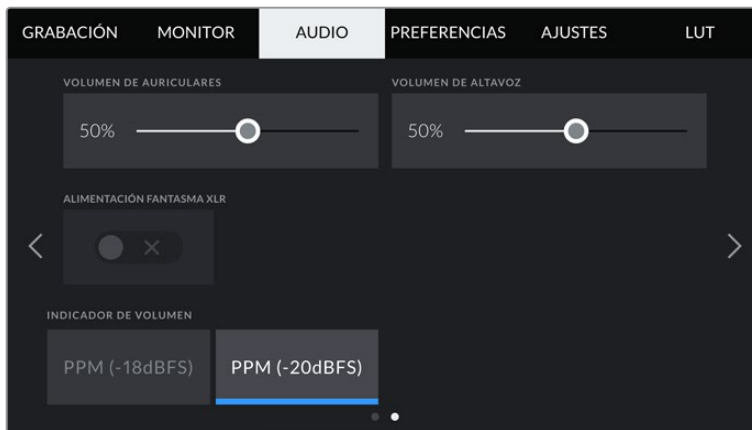 GRABACIÓN MONITOR AUDIO PREFERENCIAS AJUSTES LUT
VOLUMEN DE AURICULARES VOLUMEN DE ALTAVOZ
50% 50%
ALIMENTACIÓN FANTASMA XLR
INDICADOR DE VOLUMEN
PPM (-18dBFS) PPM (-20dBFS)